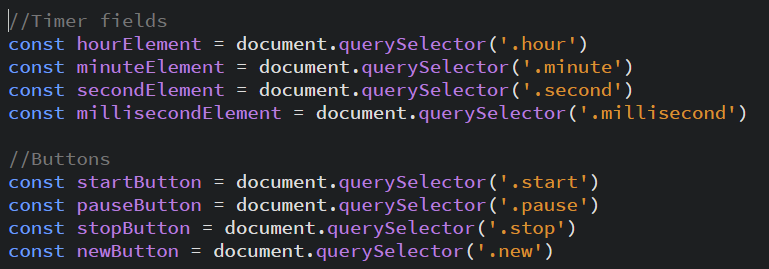 //Timer fields
const hourElement = document.querySelector('.hour')
const minuteElement = document.querySelector('.minute')
const secondElement = document.querySelector('.second')
const millisecondElement = document.querySelector('.millisecond')

//Buttons
const startButton = document.querySelector('.start')
const pauseButton = document.querySelector('.pause')
const stopButton = document.querySelector('.stop')
const newButton = document.querySelector('.new')